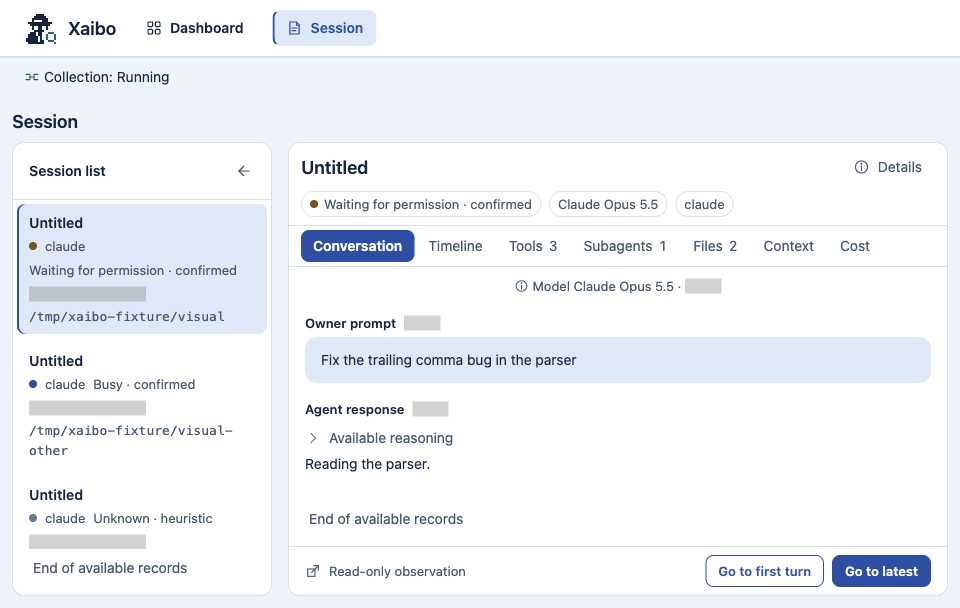 Xaibo
Dashboard
Session
Collection: Running
Session
Session list
Untitled
claude
Waiting for permission · confirmed
/tmp/xaibo-fixture/visual
Untitled
claude Busy · confirmed
/tmp/xaibo-fixture/visual-
other
Untitled
claude Unknown · heuristic
End of available records
Untitled
Details
Waiting for permission · confirmed
Claude Opus 5.5
claude
Conversation
Timeline
Tools 3
Subagents 1
Files 2
Context
Cost
Model Claude Opus 5.5 ·
Owner prompt
Fix the trailing comma bug in the parser
Agent response
Available reasoning
Reading the parser.
End of available records
Read-only observation
Go to first turn
Go to latest